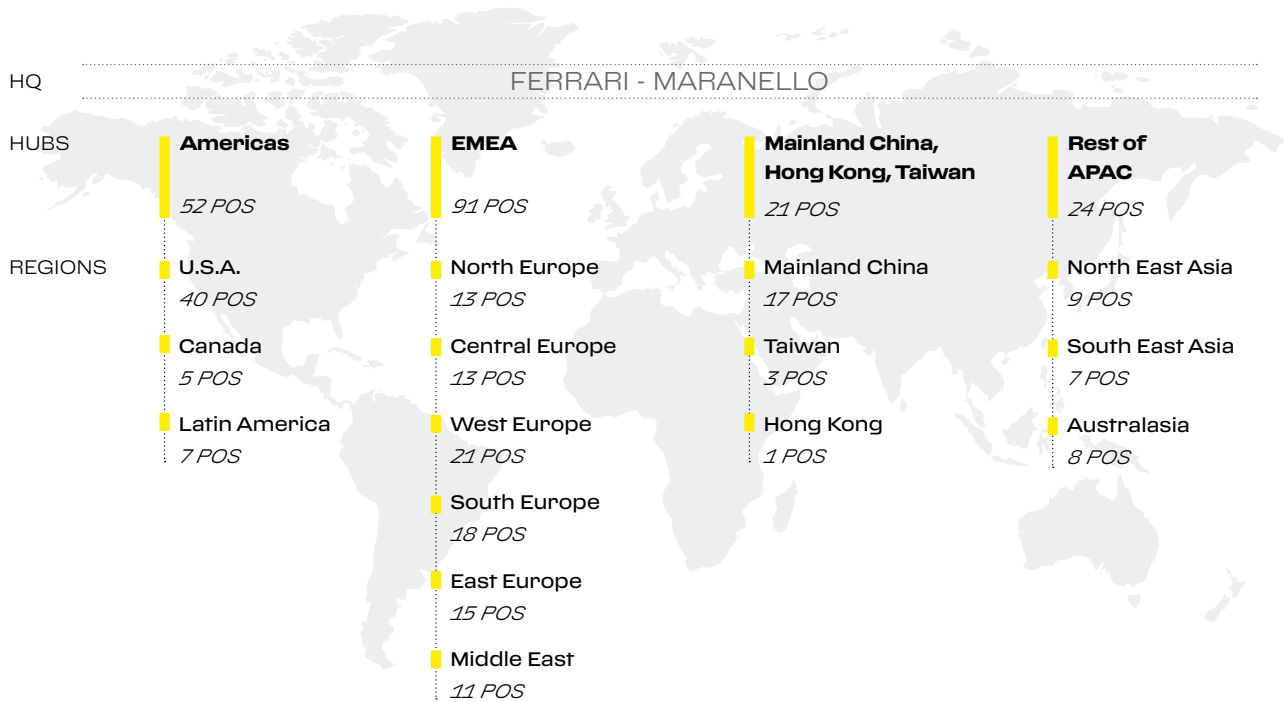 HQ
FERRARI - MARANELLO
HUBS
Americas
52 POS
EMEA
91 POS
Mainland China,
Hong Kong, Taiwan
21 POS
Rest of
APAC
24 POS
REGIONS
U.S.A.
40 POS
Canada
5 POS
Latin America
7 POS
North Europe
13 POS
Central Europe
13 POS
West Europe
21 POS
South Europe
18 POS
East Europe
15 POS
Middle East
11 POS
Mainland China
17 POS
Taiwan
3 POS
Hong Kong
1 POS
North East Asia
9 POS
South East Asia
7 POS
Australasia
8 POS